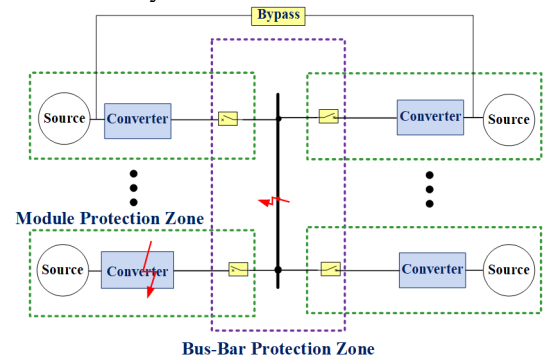 Bypass
Source
Converter
Converter
Source
Module Protection Zone
Source
Converter
Converter
Source
Bus-Bar Protection Zone